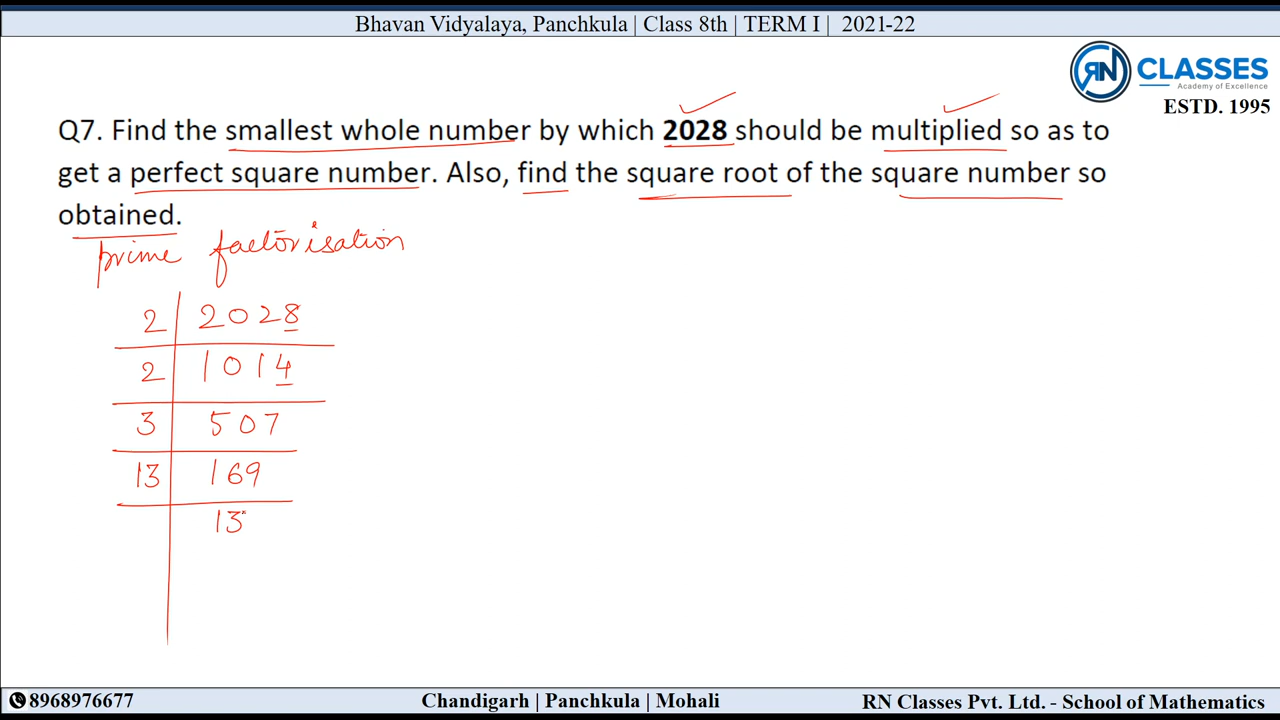 Bhavan Vidyalaya, Panchkula | Class 8th | TERM I | 2021-22
RN CLASSES
Academy of Excellence
ESTD. 1995
Q7. Find the smallest whole number by which 2028 should be multiplied so as to
get a perfect square number. Also, find the square root of the square number so
obtained.
prime factorisation
2 2028
2 1014
3 507
13 169
13
8968976677
Chandigarh | Panchkula | Mohali
RN Classes Pvt. Ltd. - School of Mathematics